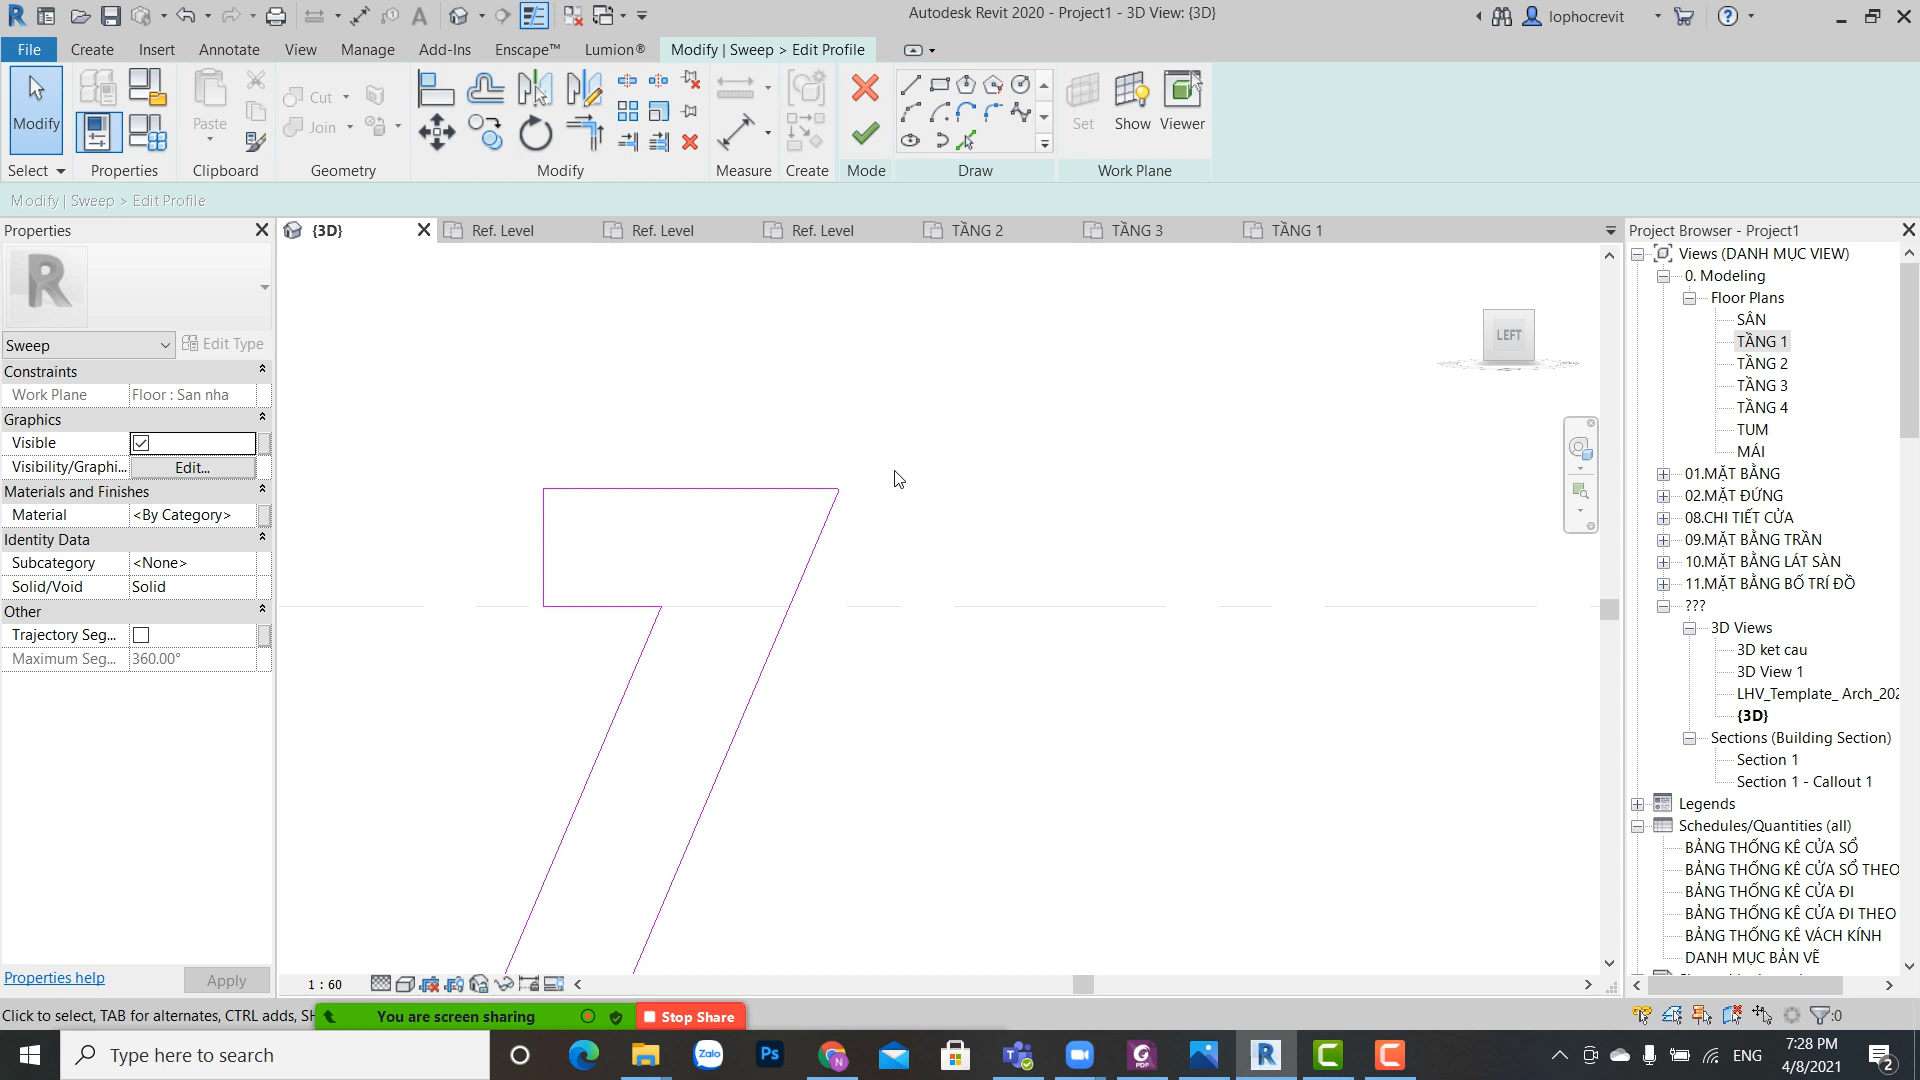 Autodesk Revit 2020 - Project1 - 3D View: {3D}
lophocrevit
File Create Insert Annotate View Manage Add-Ins Enscape™ Lumion® Modify | Sweep > Edit Profile
Modify
Paste
Cut
Join
Set Show Viewer
Select Properties Clipboard Geometry Modify Measure Create Mode Draw Work Plane
Modify | Sweep > Edit Profile
Properties
{3D} Ref. Level Ref. Level Ref. Level TẦNG 2 TẦNG 3 TẦNG 1
Project Browser - Project1
Sweep
Edit Type
Constraints
Work Plane Floor : San nha
Graphics
Visible
Visibility/Graphi... Edit...
Materials and Finishes
Material <By Category>
Identity Data
Subcategory <None>
Solid/Void Solid
Other
Trajectory Seg...
Maximum Seg... 360.00°
Properties help
Apply
LEFT
Views (DANH MỤC VIEW)
0. Modeling
Floor Plans
SÂN
TẦNG 1
TẦNG 2
TẦNG 3
TẦNG 4
TUM
MÁI
01.MẶT BẰNG
02.MẶT ĐỨNG
08.CHI TIẾT CỬA
09.MẶT BẰNG TRẦN
10.MẶT BẰNG LÁT SÀN
11.MẶT BẰNG BỐ TRÍ ĐỒ
???
3D Views
3D ket cau
3D View 1
LHV_Template_ Arch_202
{3D}
Sections (Building Section)
Section 1
Section 1 - Callout 1
Legends
Schedules/Quantities (all)
BẢNG THỐNG KÊ CỬA SỔ
BẢNG THỐNG KÊ CỬA SỔ THEO
BẢNG THỐNG KÊ CỬA ĐI
BẢNG THỐNG KÊ CỬA ĐI THEO
BẢNG THỐNG KÊ VÁCH KÍNH
DANH MỤC BẢN VẼ
1 : 60
Click to select, TAB for alternates, CTRL adds, SH
You are screen sharing
Stop Share
:0
Type here to search
Zalo
Ps
N
PDF
R
C
C
ENG
7:28 PM
4/8/2021
2